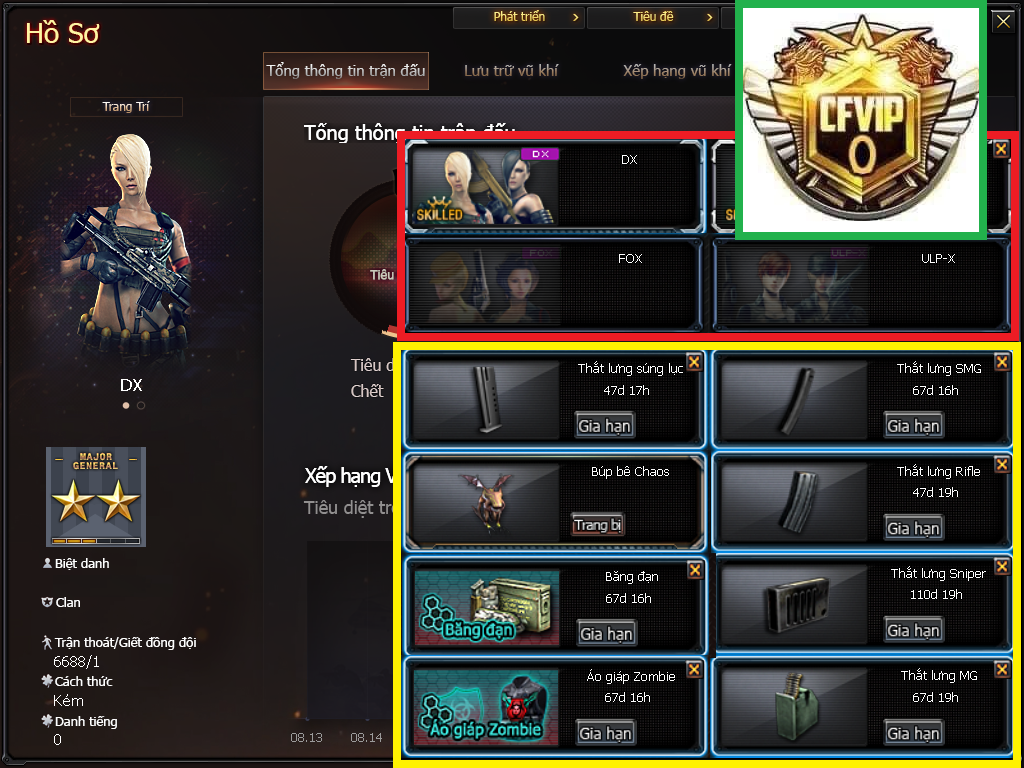 Hồ Sơ
Phát triển >
Tiêu đề >
Tổng thông tin trận đấu
Lưu trữ vũ khí
Xếp hạng vũ khí
CFVIP
0
Trang Trí
Tổng thông tin trận đấu
DX
DX
SKILLED
FOX
FOX
ULP-X
ULP-X
Tiêu
Tiêu d
Chết
DX
Thắt lưng súng lục
47d 17h
Gia hạn
Thắt lưng SMG
67d 16h
Gia hạn
MAJOR
GENERAL
Xếp hạng V
Tiêu diệt tro
Búp bê Chaos
Trang bị
Thắt lưng Rifle
47d 19h
Gia hạn
Biệt danh
Clan
Trận thoát/Giết đồng đội
6688/1
Cách thức
Kém
Danh tiếng
0
Băng đạn
Băng đạn
67d 16h
Gia hạn
Thắt lưng Sniper
110d 19h
Gia hạn
Áo giáp Zombie
Áo giáp Zombie
67d 16h
Gia hạn
Thắt lưng MG
67d 19h
Gia hạn
08.13
08.14